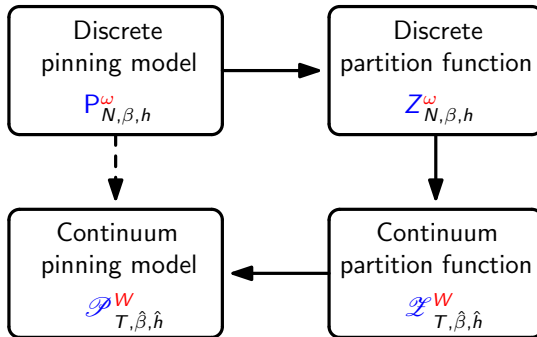 Discrete
pinning model
P^ω_{N,β,h}
Discrete
partition function
Z^ω_{N,β,h}
Continuum
pinning model
𝒫^W_{T,β̂,ĥ}
Continuum
partition function
𝒵^W_{T,β̂,ĥ}